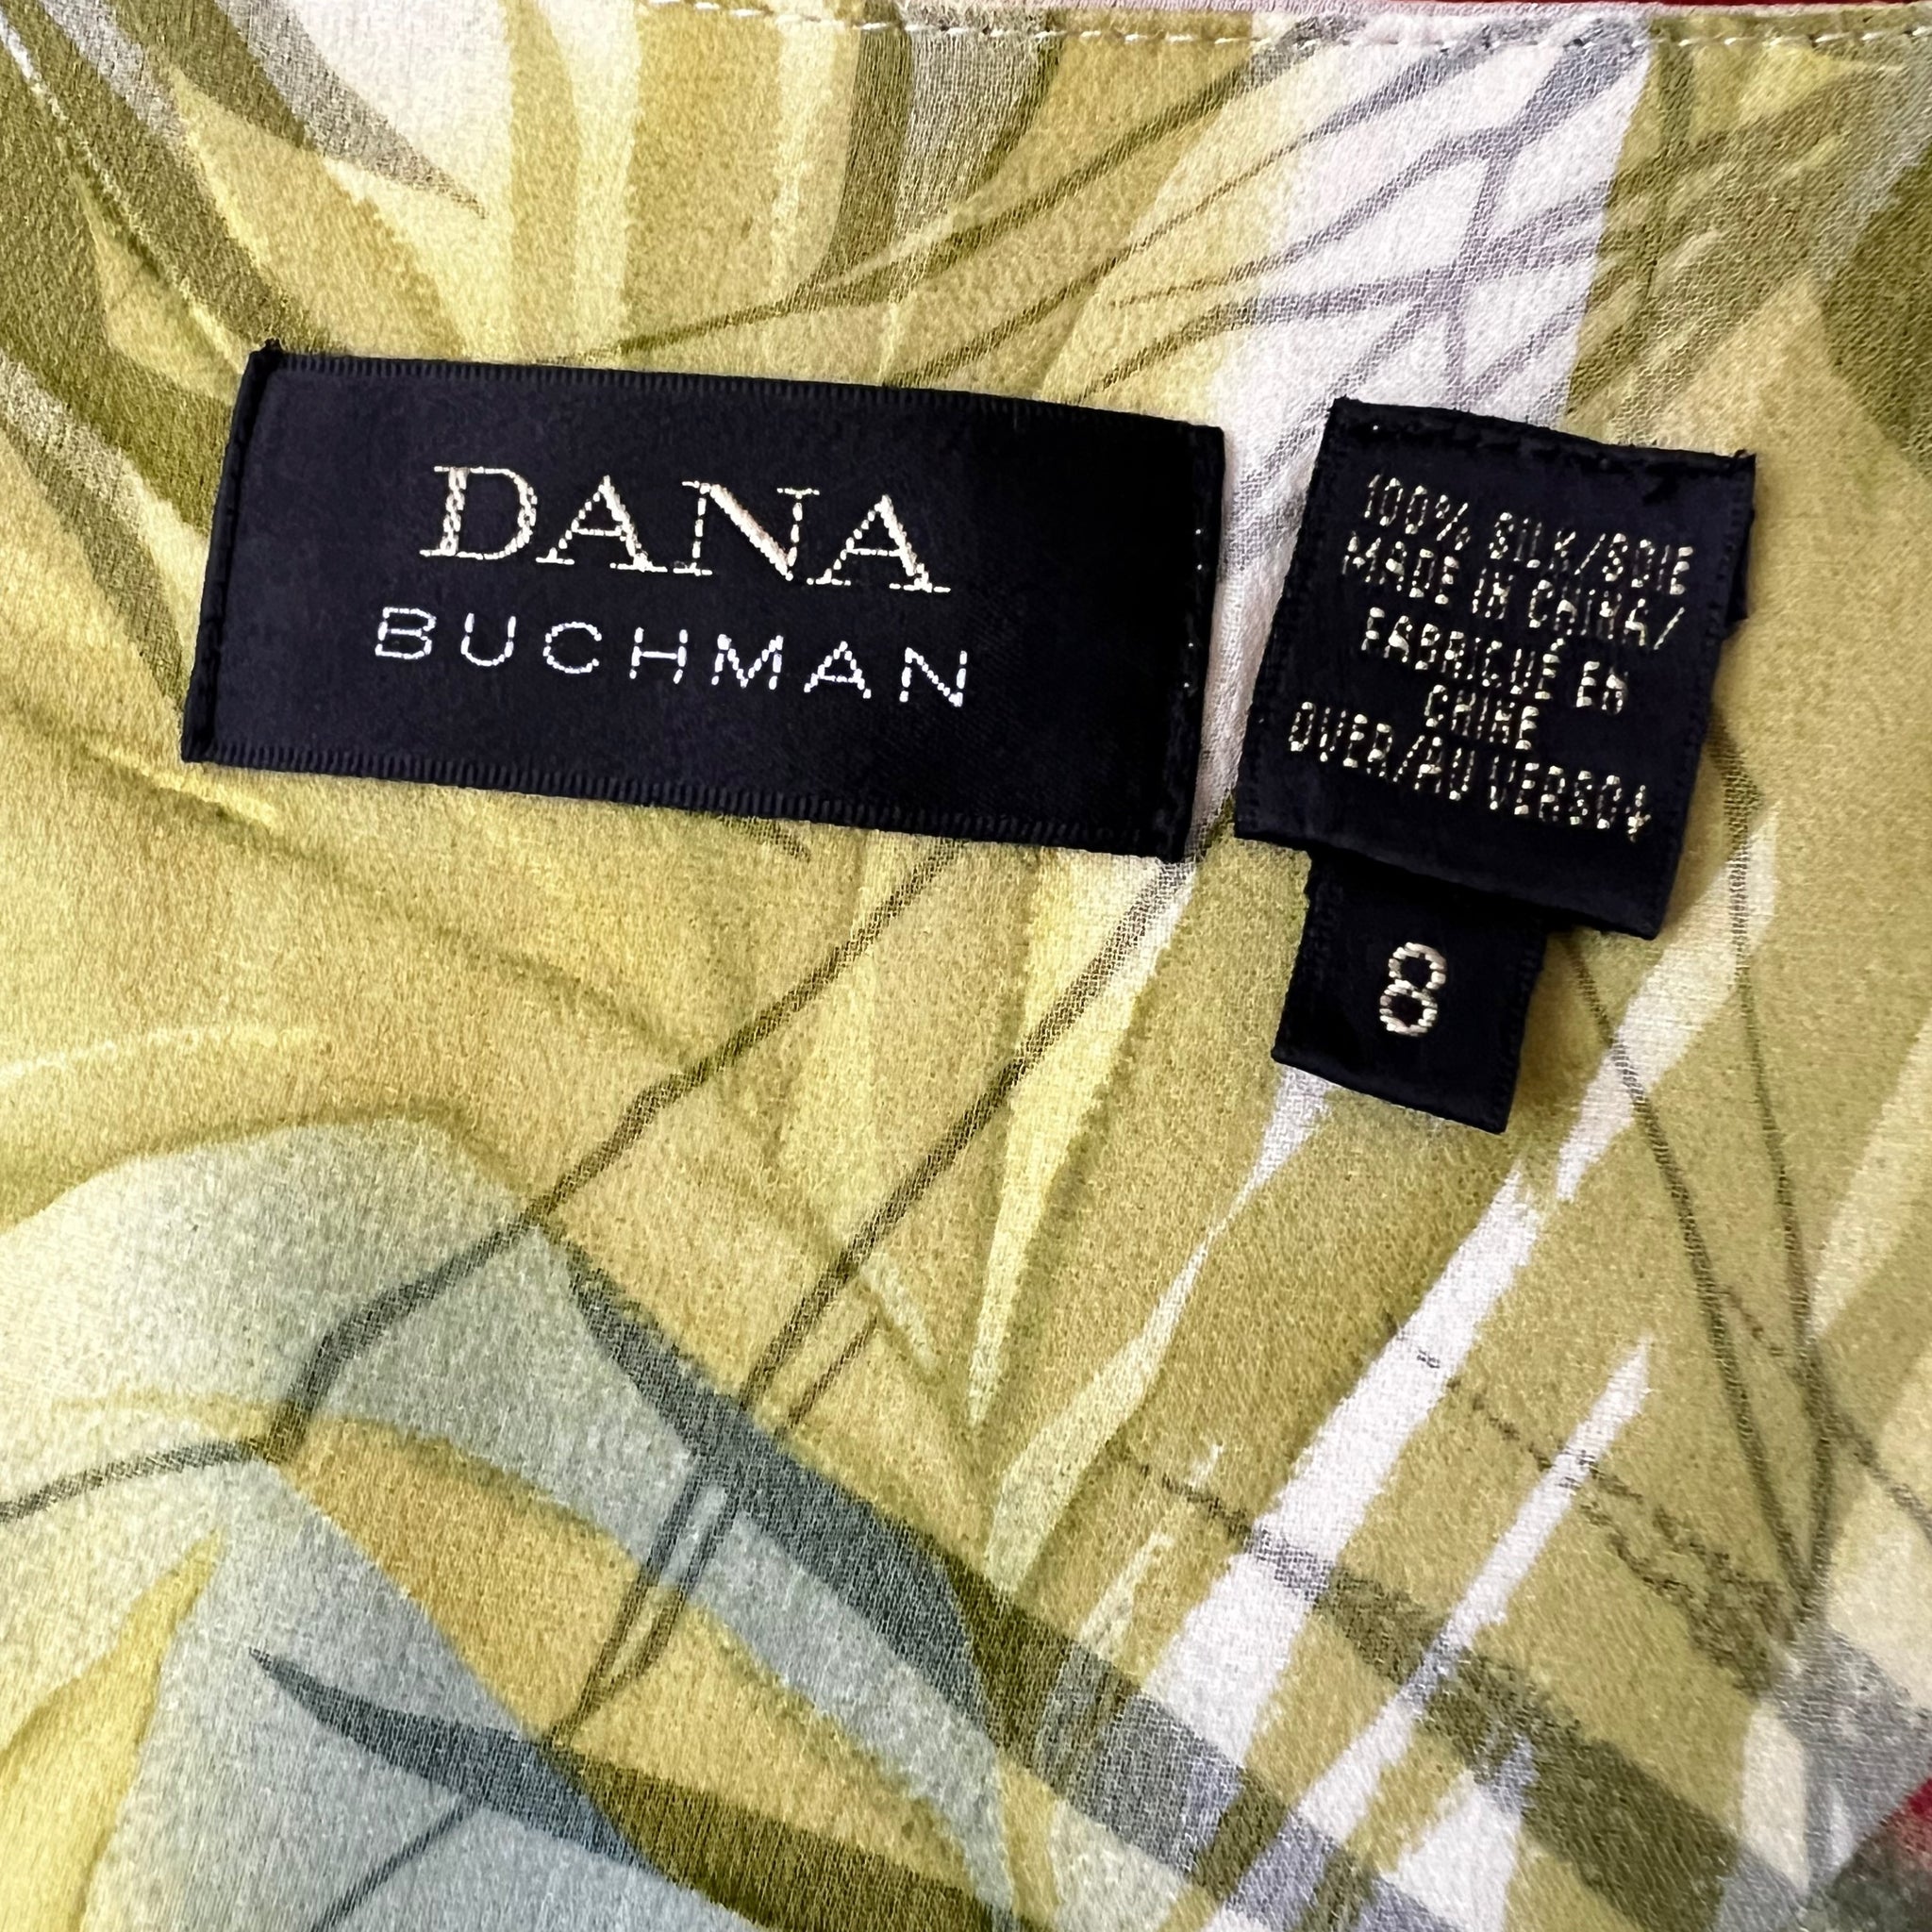 DANA
BUCHMAN
100% SILK/SOIE
MADE IN CHINA/
FABRIQUÉ EN
CHINE
OVER/AU VERSO↓
8